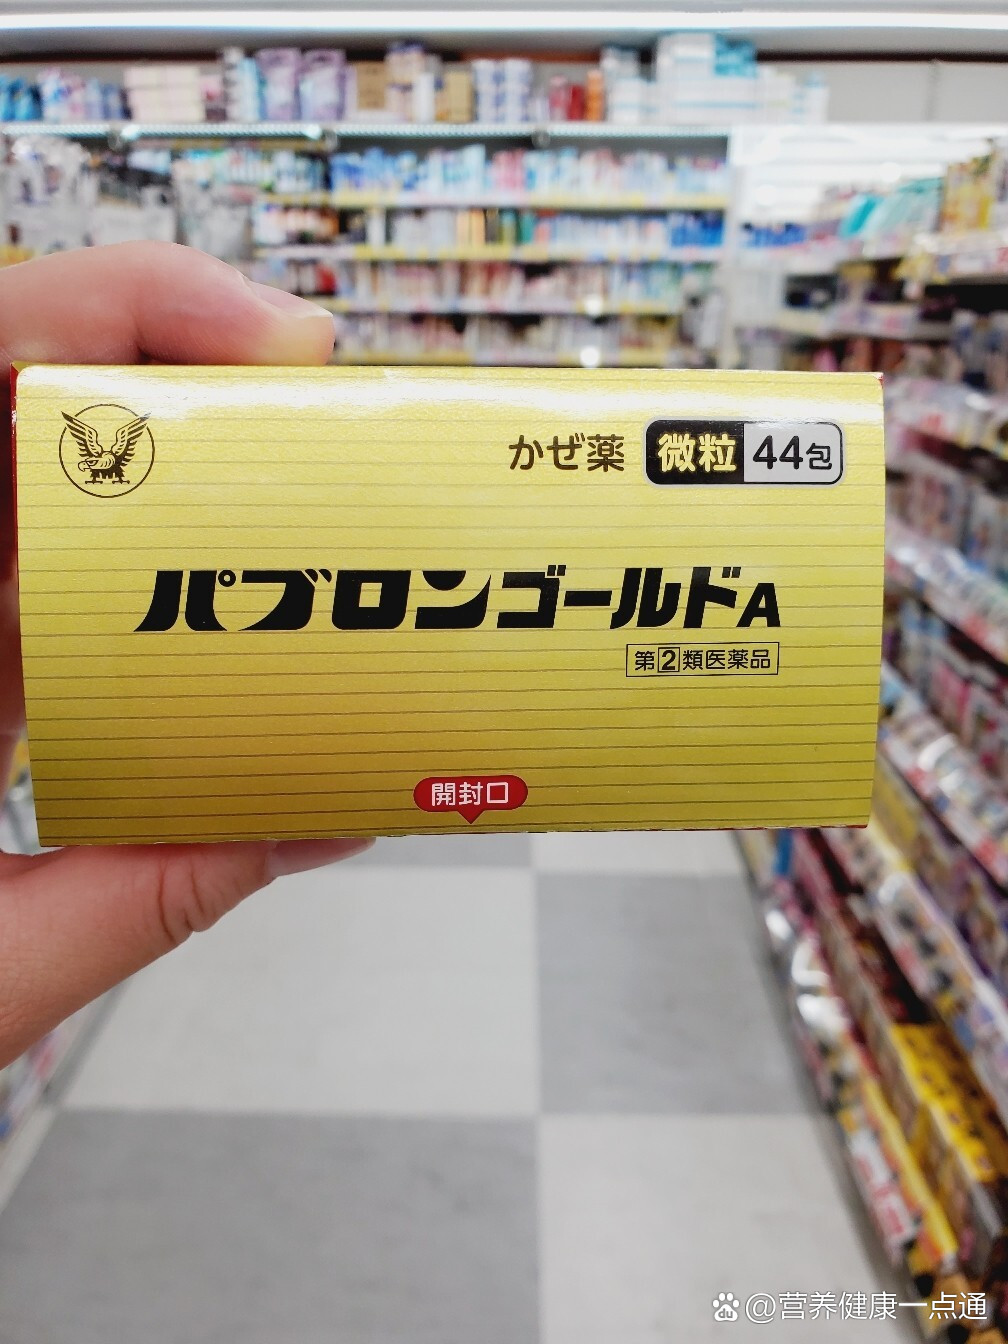 かぜ薬 微粒 44包
パブロンゴールドA
第2類医薬品
開封口
du @营养健康一点通